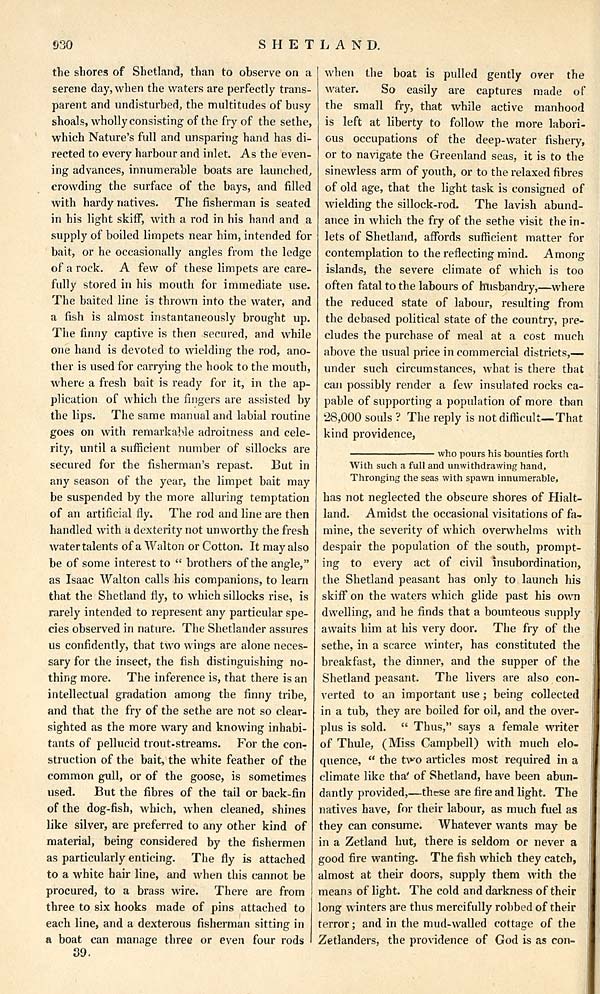 930
SHETLAND.
the shores of Shetland, than to observe on a
serene day, when the waters are perfectly trans-
parent and undisturbed, the multitudes of busy
shoals, wholly consisting of the fry of the sethe,
which Nature's full and unsparing hand has di-
rected to every harbour and inlet. As the even-
ing advances, innumerable boats are launched,
crowding the surface of the bays, and filled
with hardy natives. The fisherman is seated
in his light skiff, with a rod in his hand and a
supply of boiled limpets near him, intended for
bait, or he occasionally angles from the ledge
of a rock. A few of these limpets are care-
fully stored in his mouth for immediate use.
The baited line is thrown into the water, and
a fish is almost instantaneously brought up.
The finny captive is then secured, and while
one hand is devoted to wielding the rod, ano-
ther is used for carrying the hook to the mouth,
where a fresh bait is ready for it, in the ap-
plication of which the fingers are assisted by
the lips. The same manual and labial routine
goes on with remarkable adroitness and cele-
rity, until a sufficient number of sillocks are
secured for the fisherman's repast. But in
any season of the year, the limpet bait may
be suspended by the more alluring temptation
of an artificial fly. The rod and line are then
handled with a dexterity not unworthy the fresh
water talents of a Walton or Cotton. It may also
be of some interest to “ brothers of the angle,”
as Isaac Walton calls his companions, to learn
that the Shetland fly, to which sillocks rise, is
rarely intended to represent any particular spe-
cies observed in nature. The Shetlander assures
us confidently, that two wings are alone neces-
sary for the insect, the fish distinguishing no-
thing more. The inference is, that there is an
intellectual gradation among the finny tribe,
and that the fry of the sethe are not so clear-
sighted as the more wary and knowing inhabi-
tants of pellucid trout-streams. For the con-
struction of the bait, the white feather of the
common gull, or of the goose, is sometimes
used. But the fibres of the tail or back-fin
of the dog-fish, which, when cleaned, shines
like silver, are preferred to any other kind of
material, being considered by the fishermen
as particularly enticing. The fly is attached
to a white hair line, and when this cannot be
procured, to a brass wire. There are from
three to six hooks made of pins attached to
each line, and a dexterous fisherman sitting in
a boat can manage three or even four rods
39.
when the boat is pulled gently over the
water. So easily are captures made of
the small fry, that while active manhood
is left at liberty to follow the more labori-
ous occupations of the deep-water fishery,
or to navigate the Greenland seas, it is to the
sinewless arm of youth, or to the relaxed fibres
of old age, that the light task is consigned of
wielding the sillock-rod. The lavish abund-
ance in which the fry of the sethe visit the in-
lets of Shetland, affords sufficient matter for
contemplation to the reflecting mind. Among
islands, the severe climate of which is too
often fatal to the labours of husbandry,—where
the reduced state of labour, resulting from
the debased political state of the country, pre-
cludes the purchase of meal at a cost much
above the usual price in commercial districts,—
under such circumstances, what is there that
can possibly render a few insulated rocks ca-
pable of supporting a population of more than
28,000 souls ? The reply is not difficult—That
kind providence,
——— who pours his bounties forth
With such a full and unwithdrawing hand,
Thronging the seas with spawn innumerable,
has not neglected the obscure shores of Hialt-
land. Amidst the occasional visitations of fa-
mine, the severity of which overwhelms with
despair the population of the south, prompt-
ing to every act of civil insubordination,
the Shetland peasant has only to launch his
skiff on the waters which glide past his own
dwelling, and he finds that a bounteous supply
awaits him at his very door. The fry of the
sethe, in a scarce winter, has constituted the
breakfast, the dinner, and the supper of the
Shetland peasant. The livers are also con-
verted to an important use ; being collected
in a tub, they are boiled for oil, and the over-
plus is sold. “ Thus,” says a female writer
of Thule, (Miss Campbell) with much elo-
quence, “ the two articles most required in a
climate like tha' of Shetland, have been abun-
dantly provided,—these are fire and light. The
natives have, for their labour, as much fuel as
they can consume. Whatever wants may be
in a Zetland hut, there is seldom or never a
good fire wanting. The fish which they catch,
almost at their doors, supply them with the
means of light. The cold and darkness of their
long winters are thus mercifully robbed of their
terror ; and in the mud-walled cottage of the
Zetlanders, the providence of God is as con-